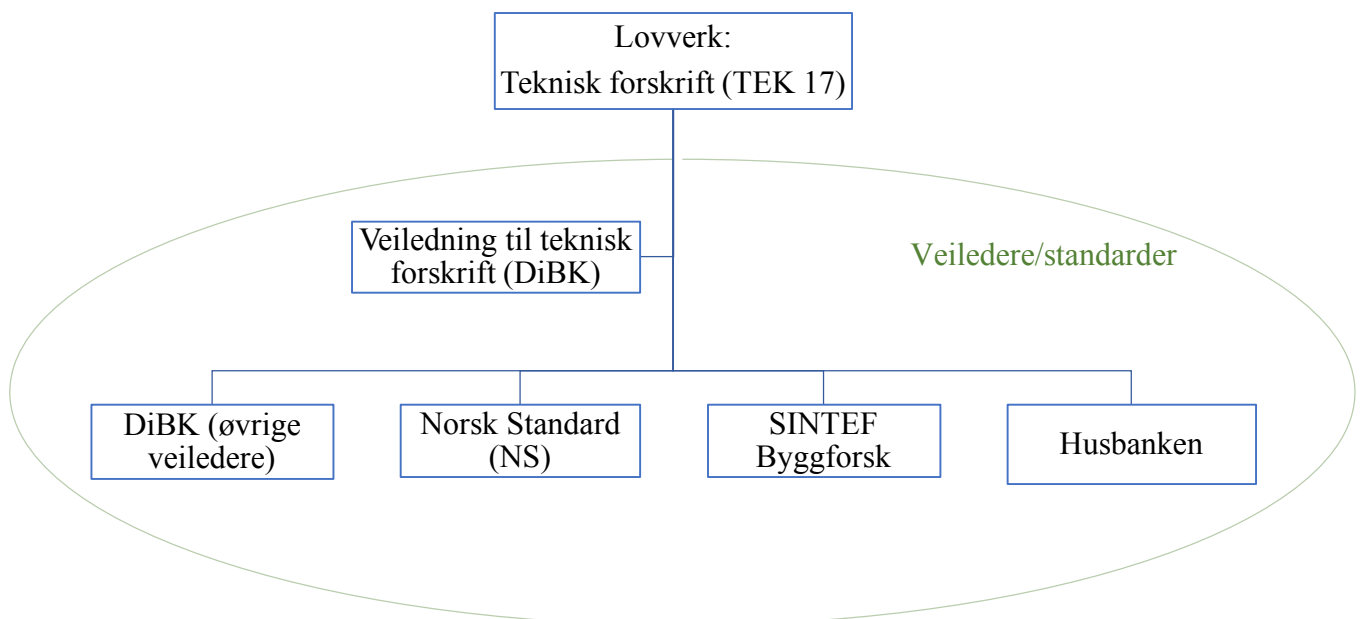 Lovverk:
Teknisk forskrift (TEK 17)
Veiledning til teknisk
forskrift (DiBK)
Veiledere/standarder
DiBK (øvrige
veiledere)
Norsk Standard
(NS)
SINTEF
Byggforsk
Husbanken